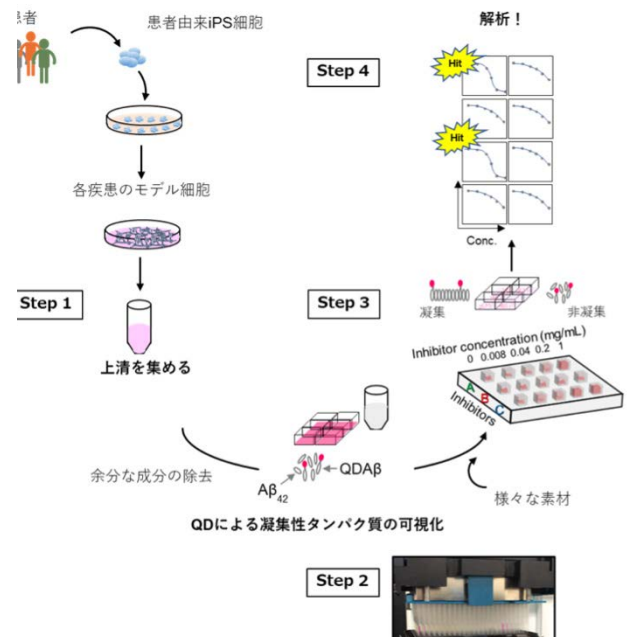 患者
患者由来iPS細胞
解析！
Step 4
Hit
Hit
各疾患のモデル細胞
Conc.
Step 1
Step 3
凝集
非凝集
上清を集める
Inhibitor concentration (mg/mL)
0 0.008 0.04 0.2 1
A
B
C
Inhibitors
余分な成分の除去
QDAβ
Aβ42
様々な素材
QDによる凝集性タンパク質の可視化
Step 2